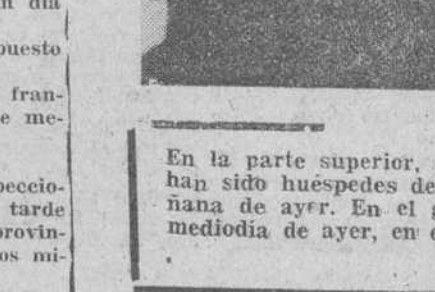 día
puesto
fran-
e me-
peccio-
tarde
provin-
os mi-
En la parte superior,
han sido huéspedes de
ñana de ayer. En el g
mediodía de ayer, en e